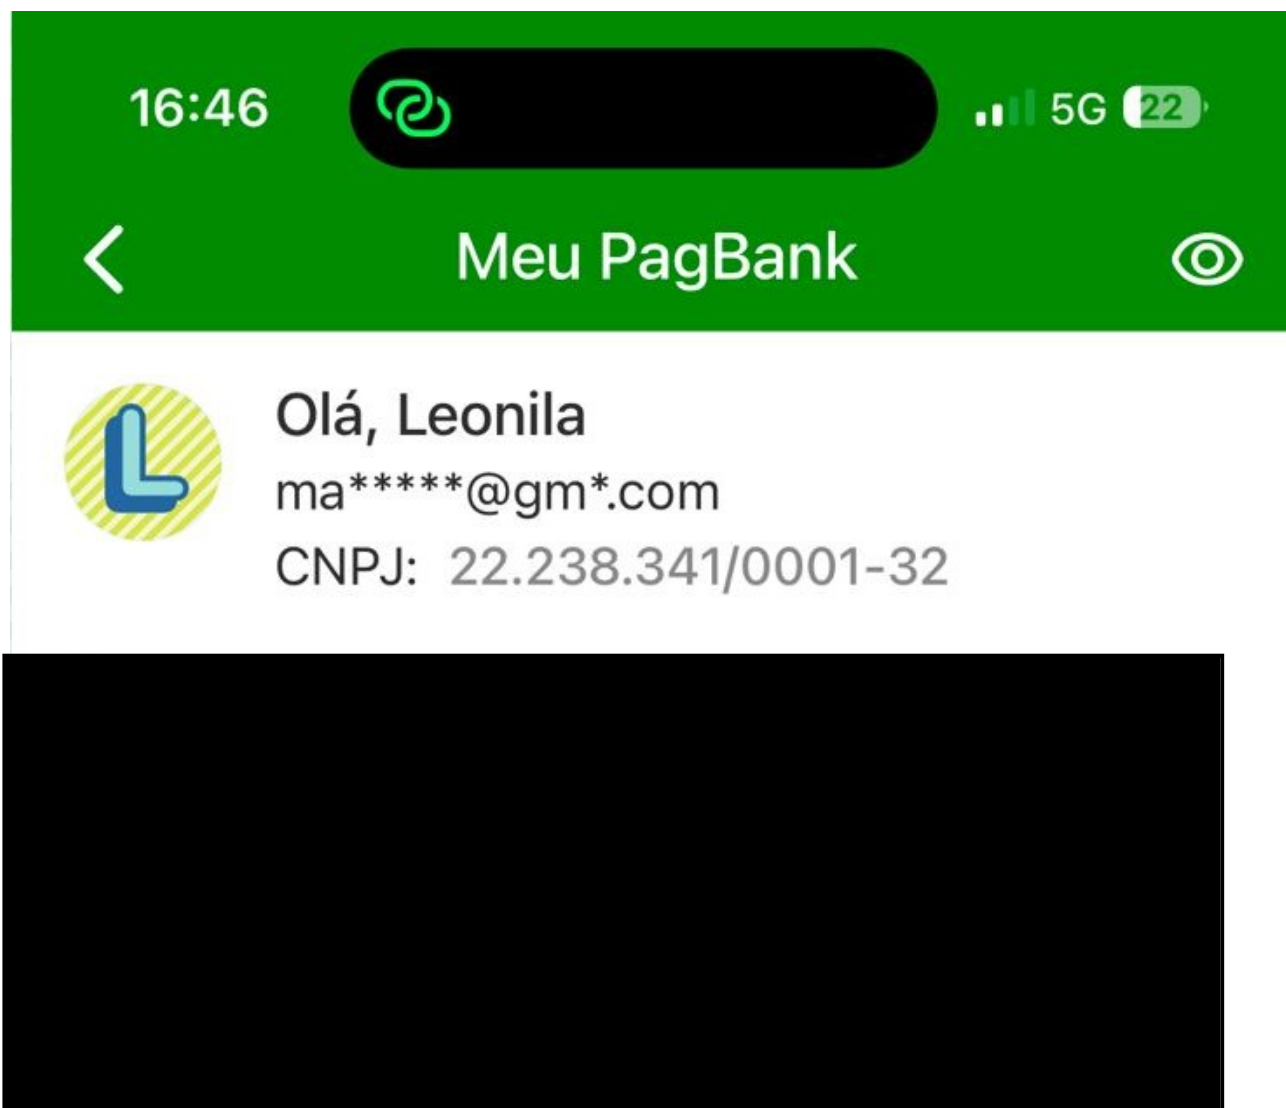 16:46
5G 22
Meu PagBank
L
Olá, Leonila
ma*****@gm*.com
CNPJ: 22.238.341/0001-32